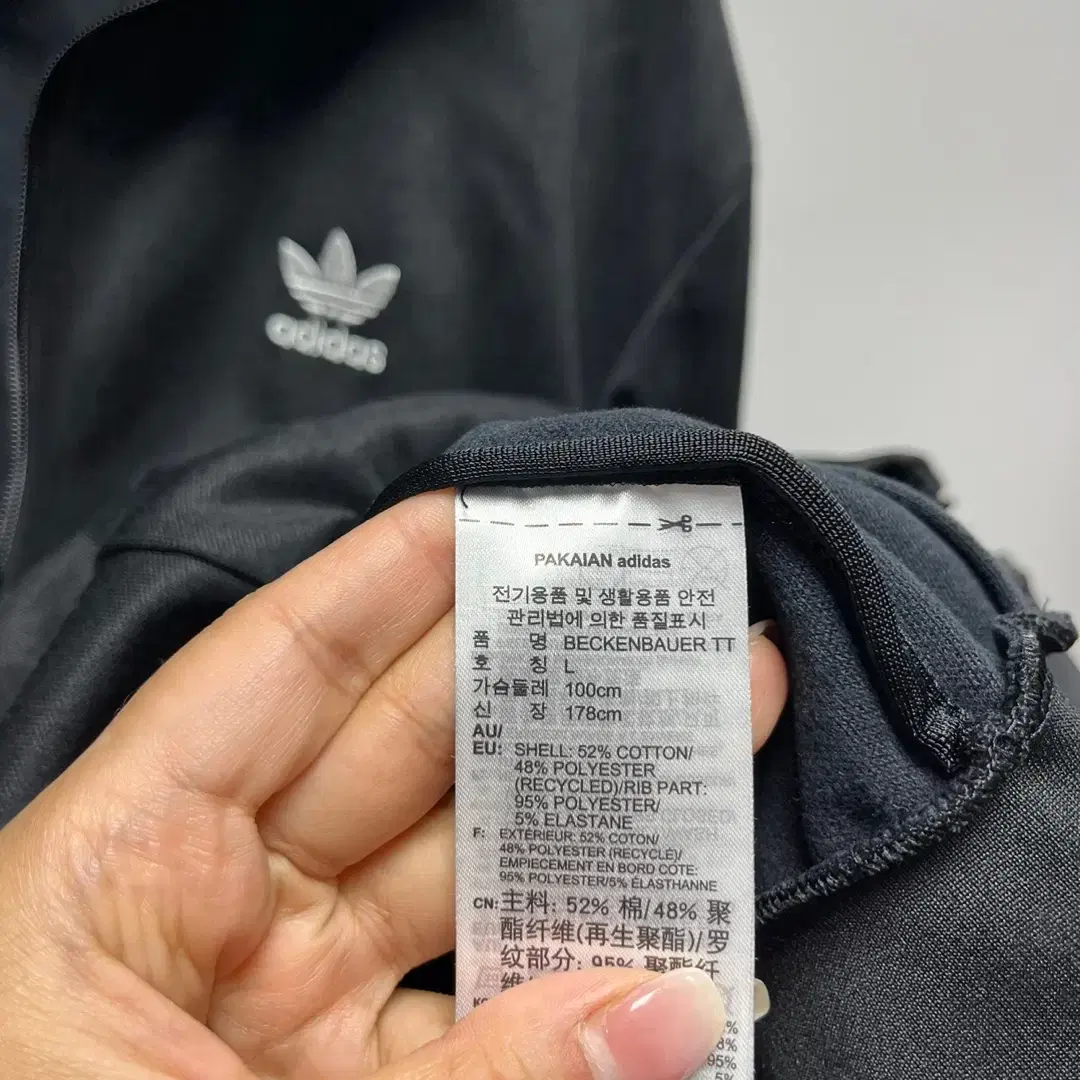 adidas
PAKAIAN adidas
전기용품 및 생활용품 안전
관리법에 의한 품질표시
품 명 BECKENBAUER TT
호 칭 L
가슴둘레 100cm
신 장 178cm
AU/
EU: SHELL: 52% COTTON/
48% POLYESTER
(RECYCLED)/RIB PART:
95% POLYESTER/
5% ELASTANE
F: EXTÉRIEUR: 52% COTON/
48% POLYESTER (RECYCLÉ)/
EMPIECEMENT EN BORD COTE:
95% POLYESTER/5% ÉLASTHANNE
CN: 主料: 52% 棉/48% 聚
酯纤维(再生聚酯)/罗
纹部分: 95% 聚酯纤
维
95%
5%